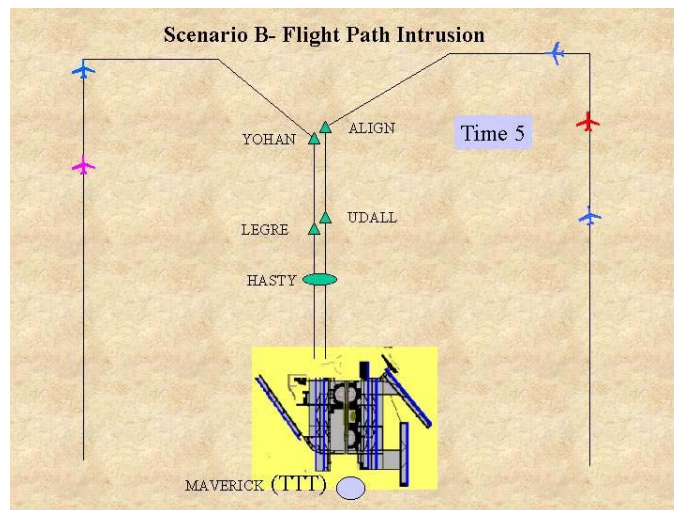 Scenario B- Flight Path Intrusion
ALIGN
YOHAN
Time 5
UDALL
LEGRE
HASTY
MAVERICK (TTT)